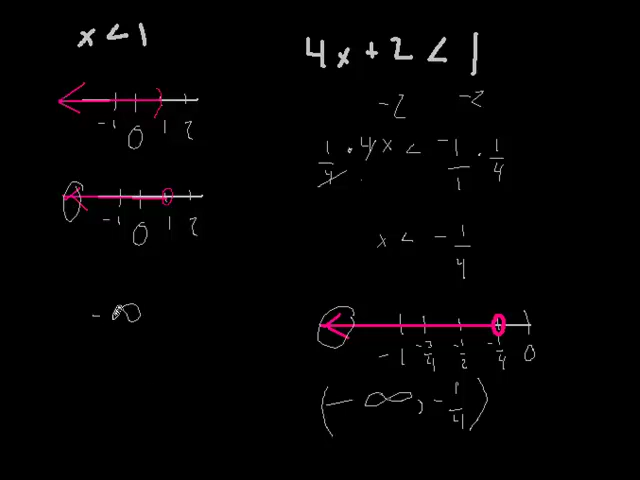 x < 1
-1 0 1 2
-1 0 1 2
- ∞
4x + 2 < 1
-2 -2
1/4 · 4x < -1/1 · 1/4
x < - 1/4
-1 -3/4 -1/2 -1/4 0
(- ∞, - 1/4)